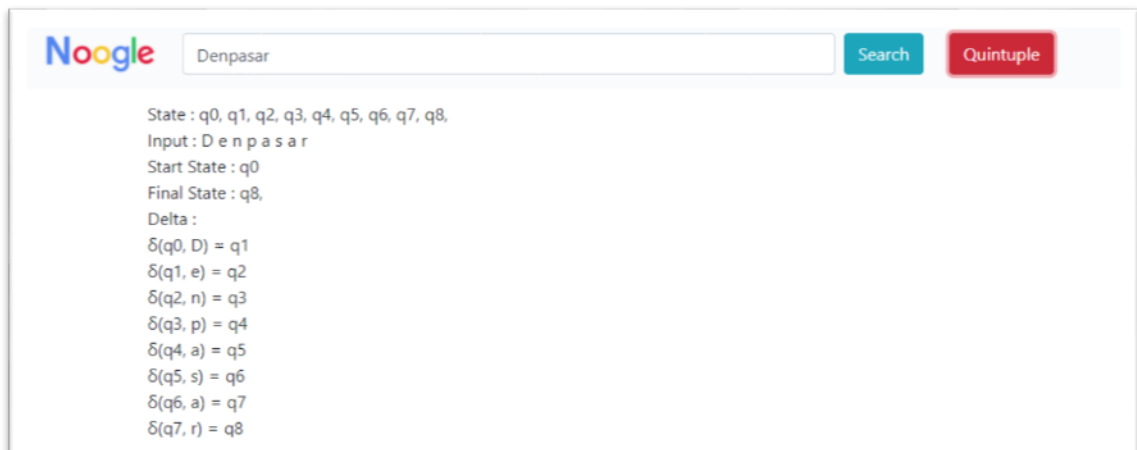 Noogle Denpasar Search Quintuple
State : q0, q1, q2, q3, q4, q5, q6, q7, q8,
Input : D e n p a s a r
Start State : q0
Final State : q8,
Delta :
δ(q0, D) = q1
δ(q1, e) = q2
δ(q2, n) = q3
δ(q3, p) = q4
δ(q4, a) = q5
δ(q5, s) = q6
δ(q6, a) = q7
δ(q7, r) = q8